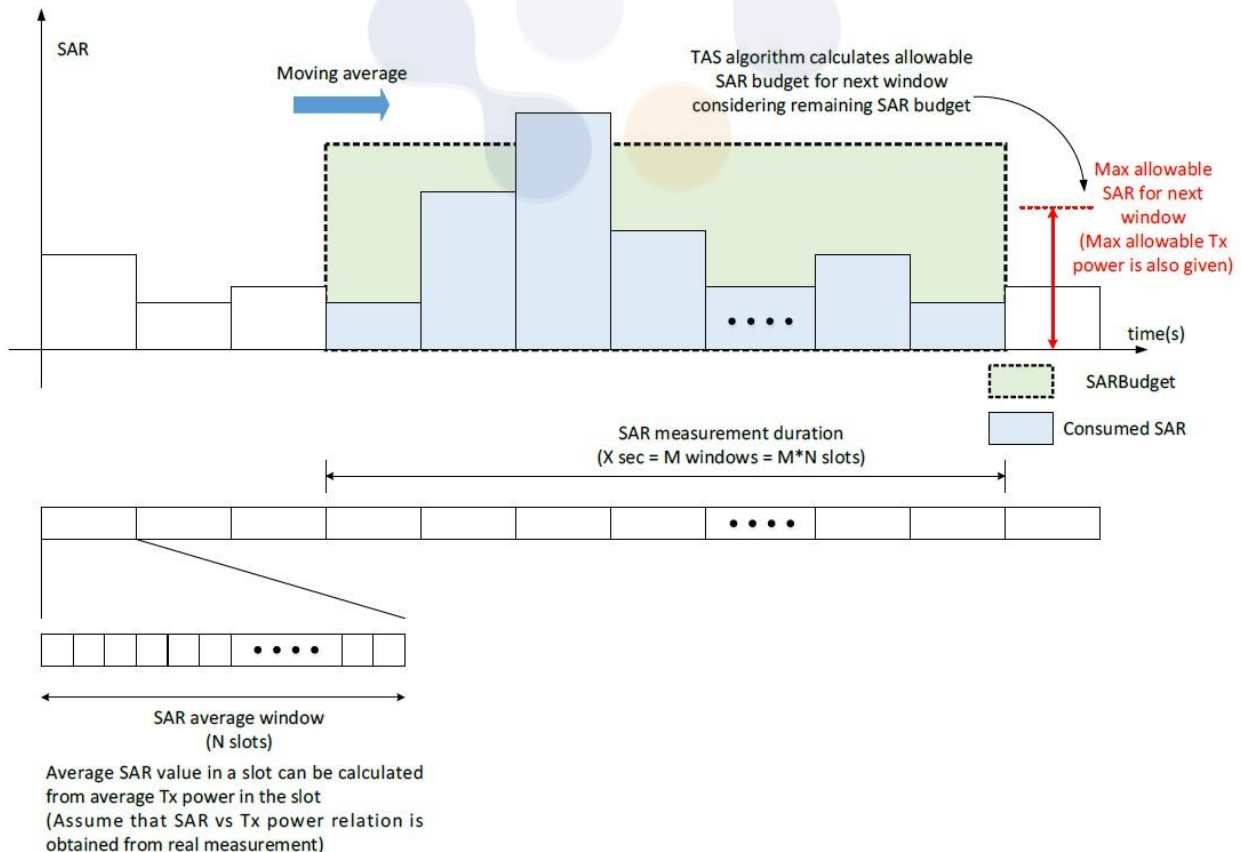 SAR
Moving average
TAS algorithm calculates allowable
SAR budget for next window
considering remaining SAR budget
Max allowable
SAR for next
window
(Max allowable Tx
power is also given)
time(s)
SARBudget
Consumed SAR
SAR measurement duration
(X sec = M windows = M*N slots)
SAR average window
(N slots)
Average SAR value in a slot can be calculated
from average Tx power in the slot
(Assume that SAR vs Tx power relation is
obtained from real measurement)